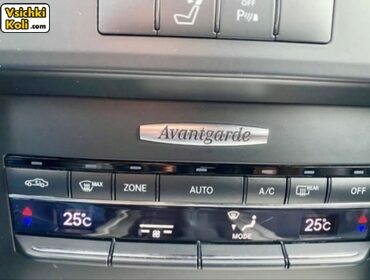 Vsichki
Koli .com
OFF
Avantgarde
MAX
ZONE
AUTO
A/C
REAR
OFF
25°C
MODE
25°C